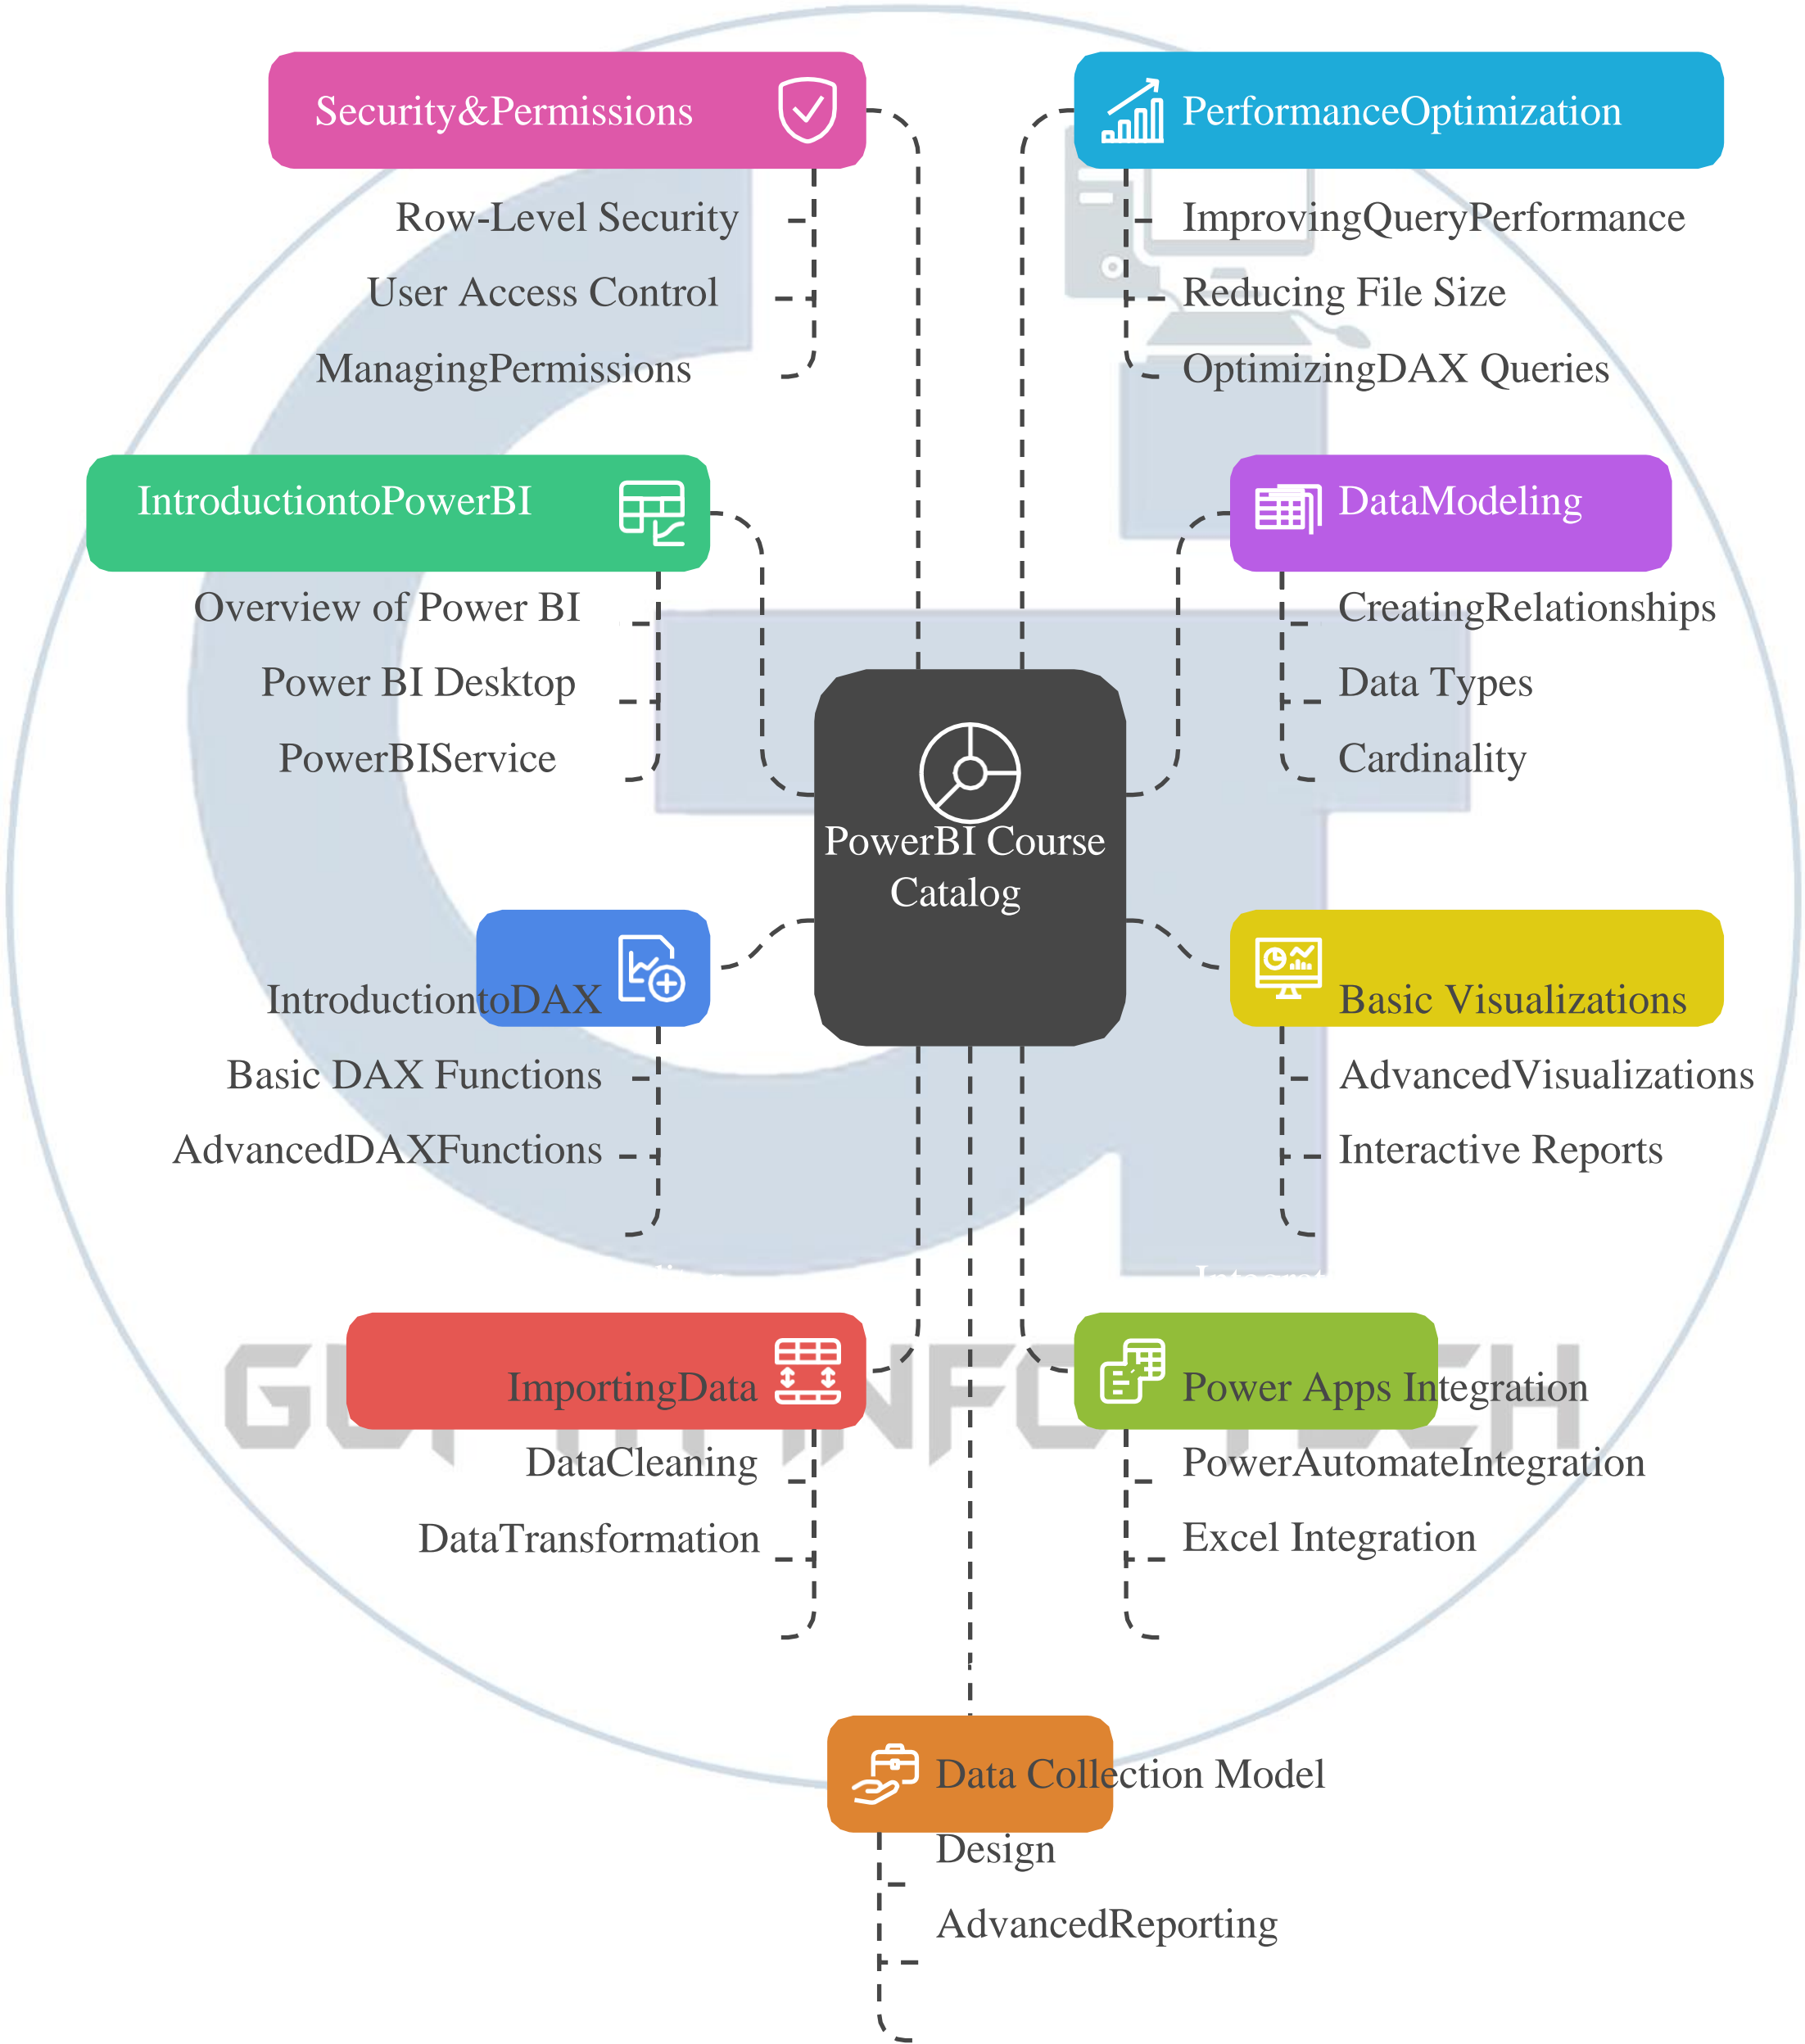 Security&Permissions
Row-Level Security
User Access Control
ManagingPermissions
PerformanceOptimization
ImprovingQueryPerformance
Reducing File Size
OptimizingDAX Queries
IntroductiontoPowerBI
Overview of Power BI
Power BI Desktop
PowerBIService
DataModeling
CreatingRelationships
Data Types
Cardinality
PowerBI Course
Catalog
IntroductiontoDAX
Basic DAX Functions
AdvancedDAXFunctions
Basic Visualizations
AdvancedVisualizations
Interactive Reports
ImportingData
DataCleaning
DataTransformation
Power Apps Integration
PowerAutomateIntegration
Excel Integration
Data Collection Model
Design
AdvancedReporting